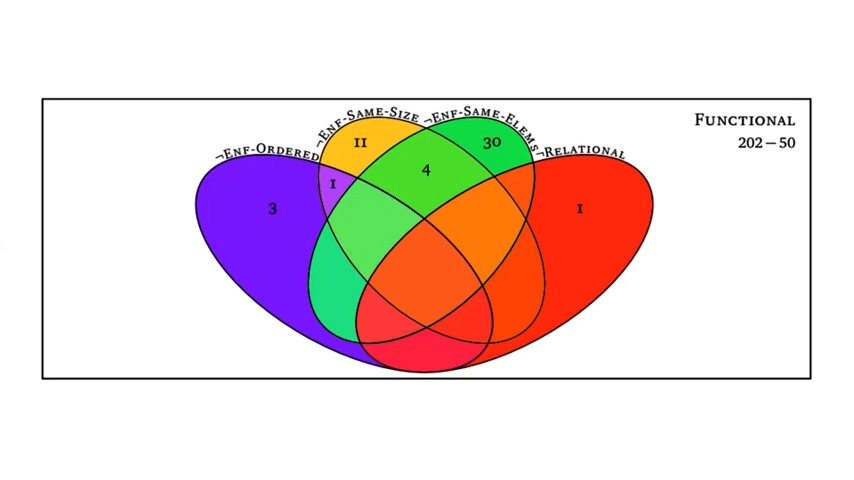 ¬Enf-Ordered
¬Enf-Same-Size
¬Enf-Same-Elems
¬Relational
Functional
202 – 50
11
30
4
1
3
1